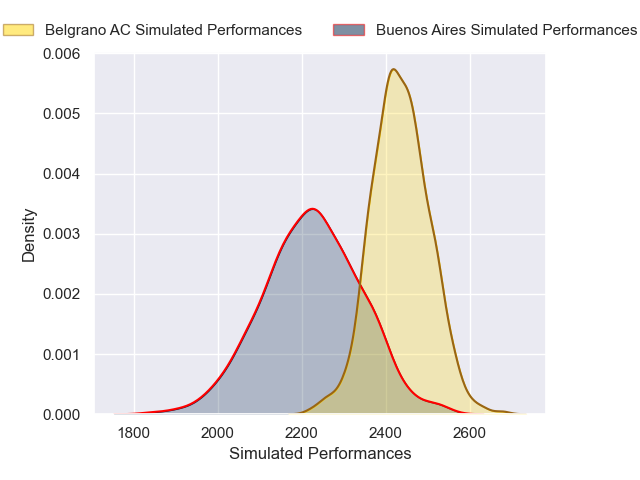 Belgrano AC Simulated Performances Buenos Aires Simulated Performances
0.006
0.005
0.004
0.003
0.002
0.001
0.000
Density
1800 2000 2200 2400 2600
Simulated Performances